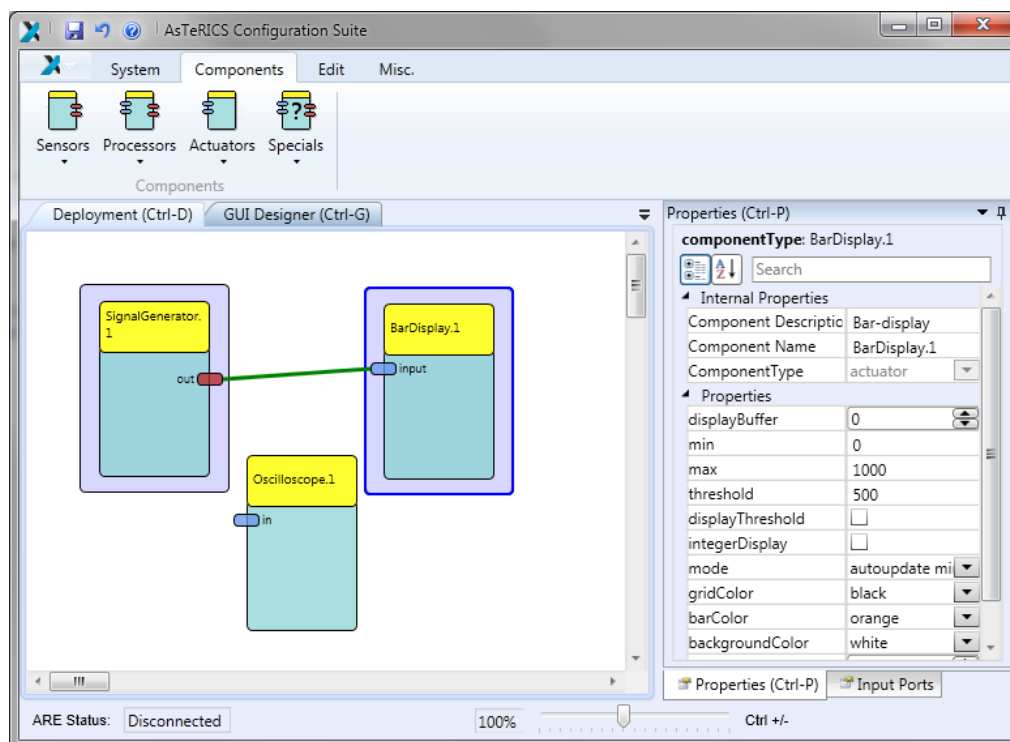 AsTeRICS Configuration Suite
System Components Edit Misc.
Sensors Processors Actuators Specials
Components
Deployment (Ctrl-D) GUI Designer (Ctrl-G)
Properties (Ctrl-P)
componentType: BarDisplay.1
Search
Internal Properties
Component Descriptio Bar-display
Component Name BarDisplay.1
ComponentType actuator
Properties
displayBuffer 0
min 0
max 1000
threshold 500
displayThreshold
integerDisplay
mode autoupdate mi
gridColor black
barColor orange
backgroundColor white
SignalGenerator.
1
out
BarDisplay.1
input
Oscilloscope.1
in
Properties (Ctrl-P) Input Ports
ARE Status: Disconnected 100% Ctrl +/-